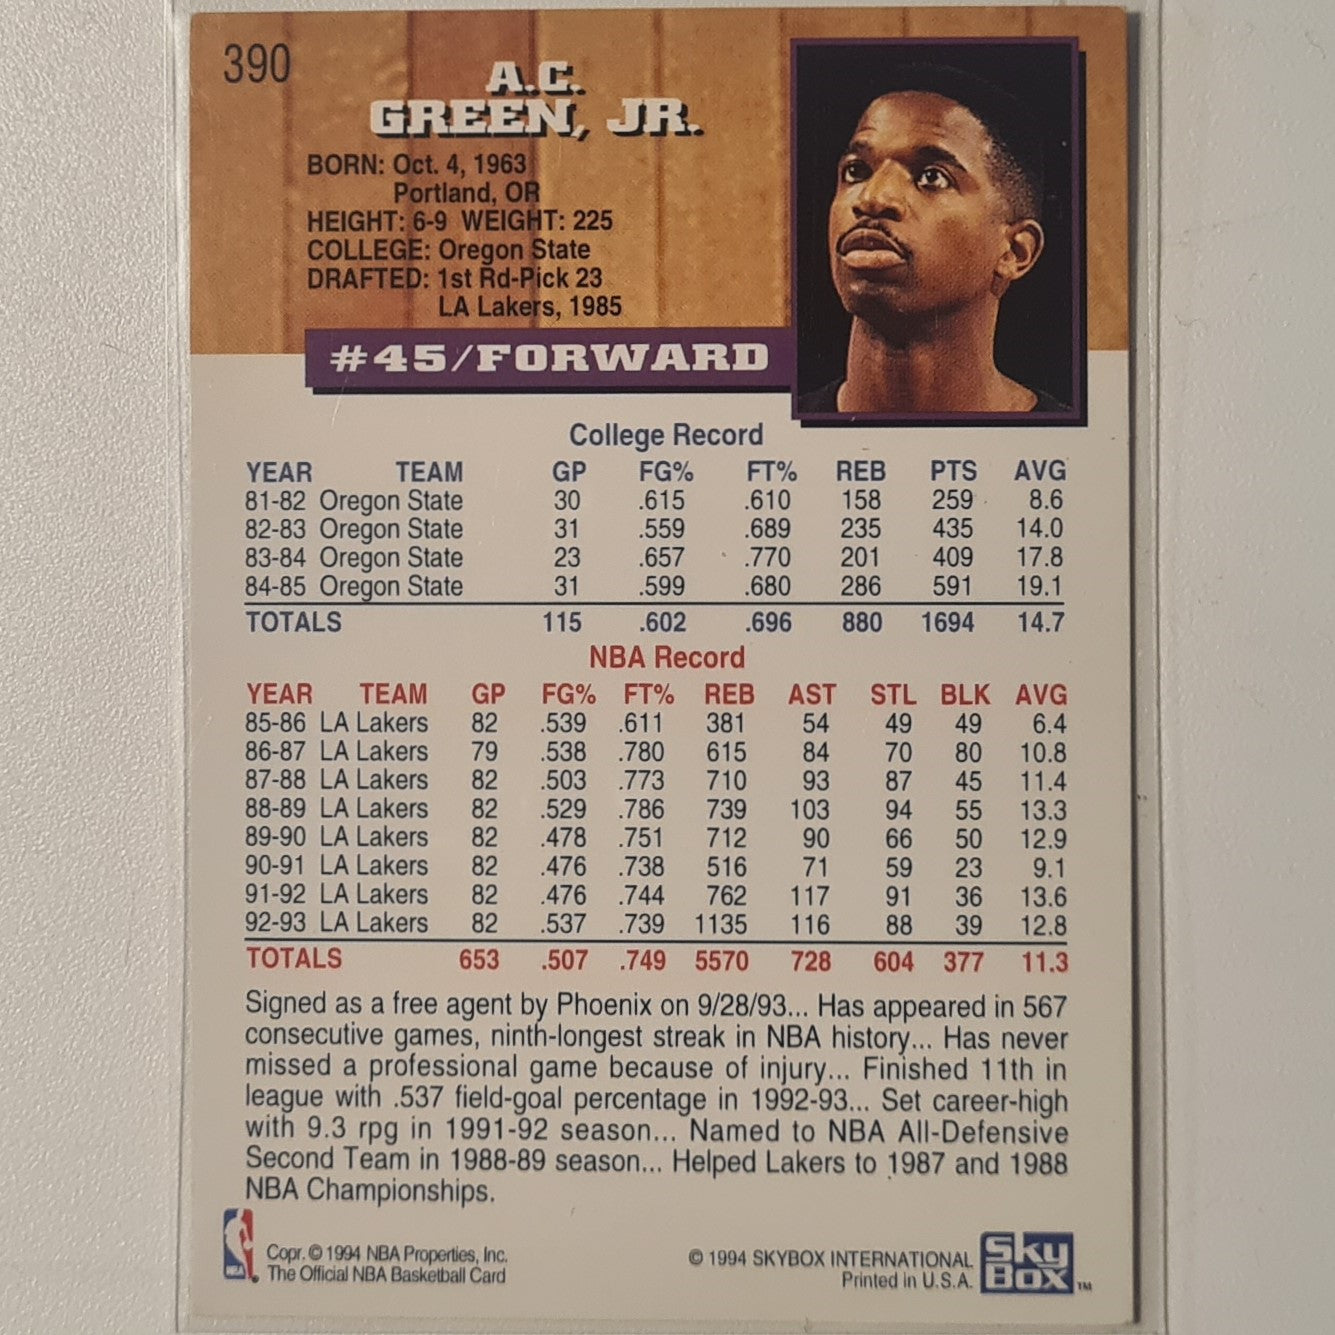 390
A.C.
GREEN, JR.
BORN: Oct. 4, 1963
Portland, OR
HEIGHT: 6-9 WEIGHT: 225
COLLEGE: Oregon State
DRAFTED: 1st Rd-Pick 23
LA Lakers, 1985
#45/FORWARD
College Record
YEAR TEAM GP FG% FT% REB PTS AVG
81-82 Oregon State 30 .615 .610 158 259 8.6
82-83 Oregon State 31 .559 .689 235 435 14.0
83-84 Oregon State 23 .657 .770 201 409 17.8
84-85 Oregon State 31 .599 .680 286 591 19.1
TOTALS 115 .602 .696 880 1694 14.7
NBA Record
YEAR TEAM GP FG% FT% REB AST STL BLK AVG
85-86 LA Lakers 82 .539 .611 381 54 49 49 6.4
86-87 LA Lakers 79 .538 .780 615 84 70 80 10.8
87-88 LA Lakers 82 .503 .773 710 93 87 45 11.4
88-89 LA Lakers 82 .529 .786 739 103 94 55 13.3
89-90 LA Lakers 82 .478 .751 712 90 66 50 12.9
90-91 LA Lakers 82 .476 .738 516 71 59 23 9.1
91-92 LA Lakers 82 .476 .744 762 117 91 36 13.6
92-93 LA Lakers 82 .537 .739 1135 116 88 39 12.8
TOTALS 653 .507 .749 5570 728 604 377 11.3
Signed as a free agent by Phoenix on 9/28/93... Has appeared in 567
consecutive games, ninth-longest streak in NBA history... Has never
missed a professional game because of injury... Finished 11th in
league with .537 field-goal percentage in 1992-93... Set career-high
with 9.3 rpg in 1991-92 season... Named to NBA All-Defensive
Second Team in 1988-89 season... Helped Lakers to 1987 and 1988
NBA Championships.
Copr. © 1994 NBA Properties, Inc.
The Official NBA Basketball Card
© 1994 SKYBOX INTERNATIONAL
Printed in U.S.A.
SKY
BOX™
NBA